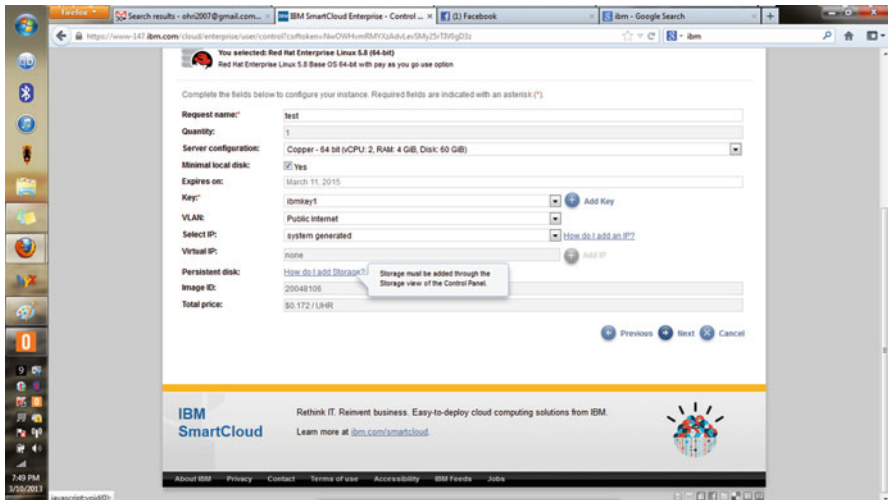 Firefox
Search results - ohri2007@gmail.com...
IBM SmartCloud Enterprise - Control ...
(1) Facebook
ibm - Google Search
https://www-147.ibm.com/cloud/enterprise/user/control?
ibm
You selected: Red Hat Enterprise Linux 5.8 (64-bit)
Red Hat Enterprise Linux 5.8 Base OS 64-bit with pay as you go use option
Complete the fields below to configure your instance. Required fields are indicated with an asterisk (*).
Request name:* test
Quantity: 1
Server configuration: Copper - 64 bit (vCPU: 2, RAM: 4 GiB, Disk: 60 GiB)
Minimal local disk: Yes
Expires on: March 11, 2015
Key:* ibmkey1 Add Key
VLAN: Public Internet
Select IP: system generated How do I add an IP?
Virtual IP: none Add IP
Persistent disk: How do I add Storage?
Storage must be added through the
Storage view of the Control Panel.
Image ID: 20048106
Total price: $0.172 / UHR
Previous Next Cancel
IBM
SmartCloud
Rethink IT. Reinvent business. Easy-to-deploy cloud computing solutions from IBM.
Learn more at ibm.com/smartcloud.
About IBM Privacy Contact Terms of use Accessibility IBM Feeds Jobs
7:49 PM
3/10/2013
javascript:void(0);